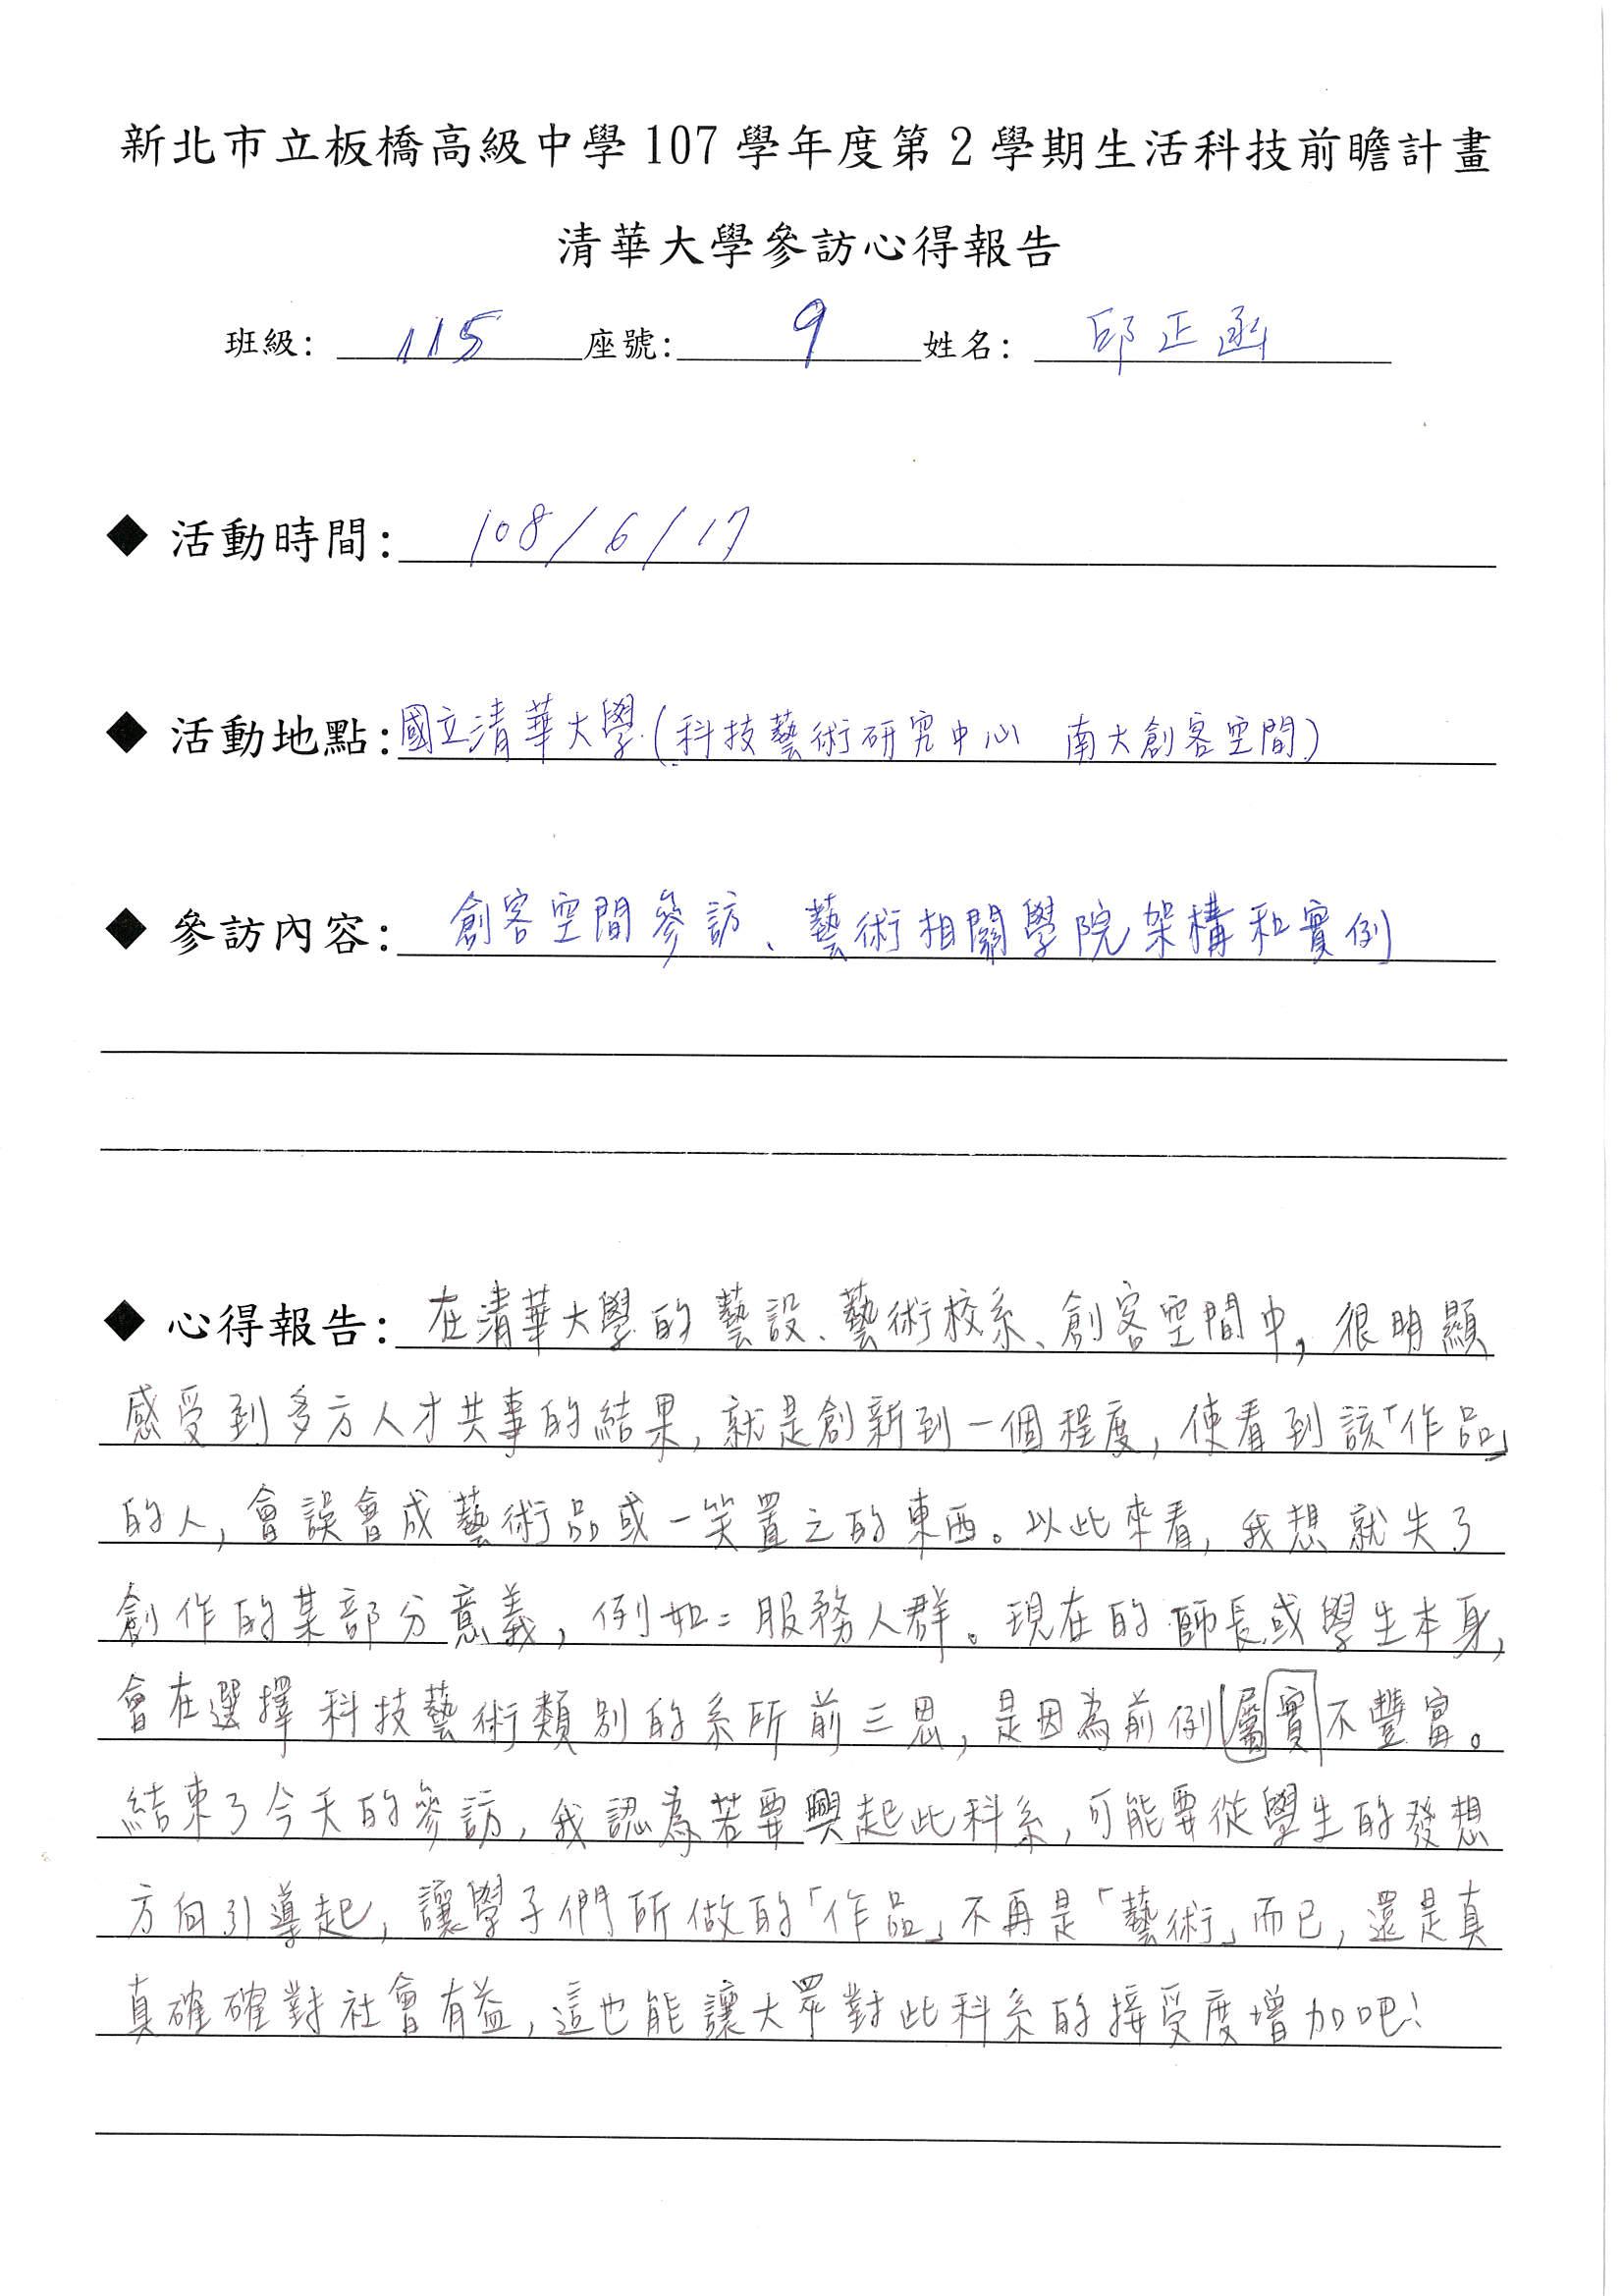 新北市立板橋高級中學107學年度第2學期生活科技前瞻計畫
清華大學參訪心得報告
班級: 115 座號: 9 姓名: 邱正函
◆ 活動時間: 108/6/17
◆ 活動地點: 國立清華大學(科技藝術研究中心 南大創客空間)
◆ 參訪內容: 創客空間參訪、藝術相關學院架構和實例
◆ 心得報告: 在清華大學的藝設、藝術校系、創客空間中,很明顯
感受到多方人才共事的結果,就是創新到一個程度,使看到該「作品」
的人,會誤會成藝術品或一笑置之的東西。以此來看,我想就失了
創作的某部分意義,例如:服務人群。現在的師長或學生本身,
會在選擇科技藝術類別的系所前三思,是因為前例屬實不豐富。
結束了今天的參訪,我認為若要興起此科系,可能要從學生的發想
方向引導起,讓學子們所做的「作品」不再是「藝術」而已,還是真
真確確對社會有益,這也能讓大眾對此科系的接受度增加吧!